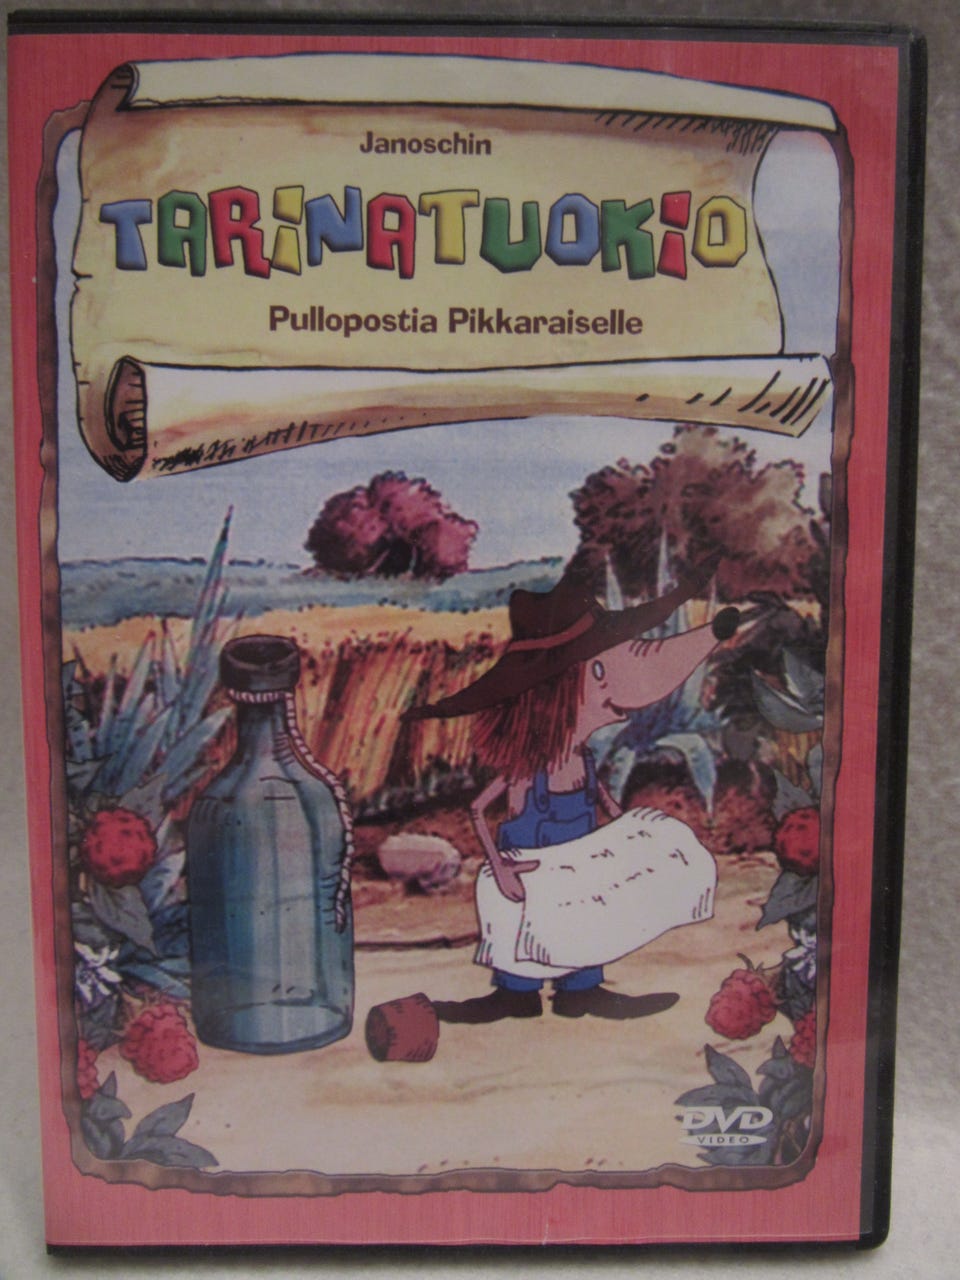 Janoschin
TARINATUOKIO
Pullopostia Pikkaraiselle
DVD
VIDEO